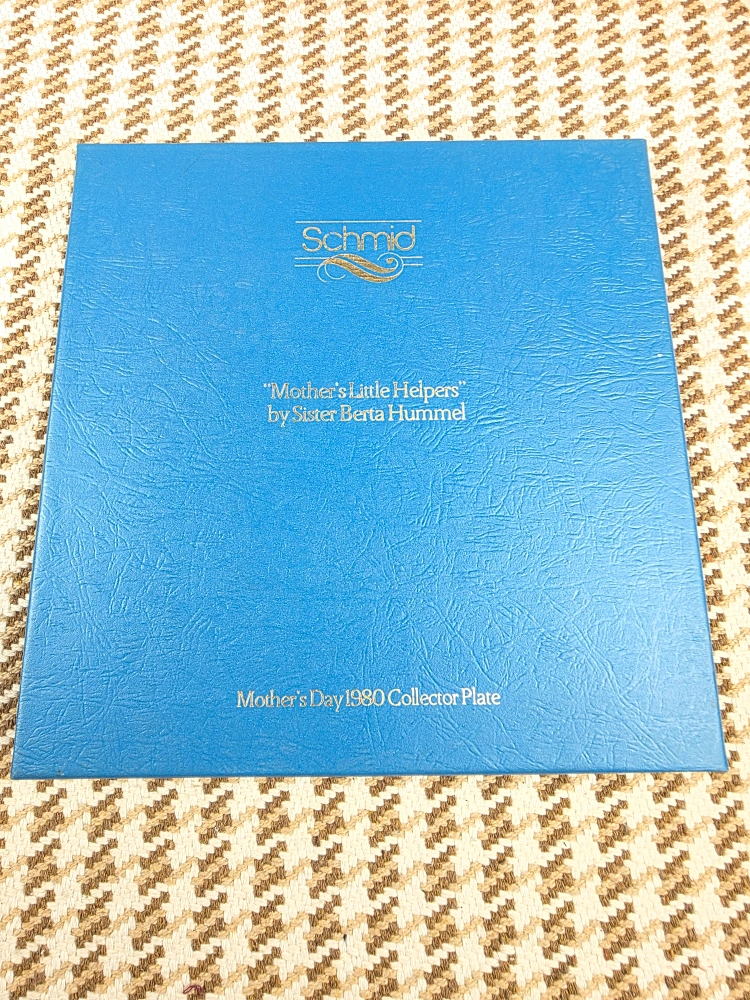 Schmid
"Mother's Little Helpers"
by Sister Berta Hummel
Mother's Day 1980 Collector Plate